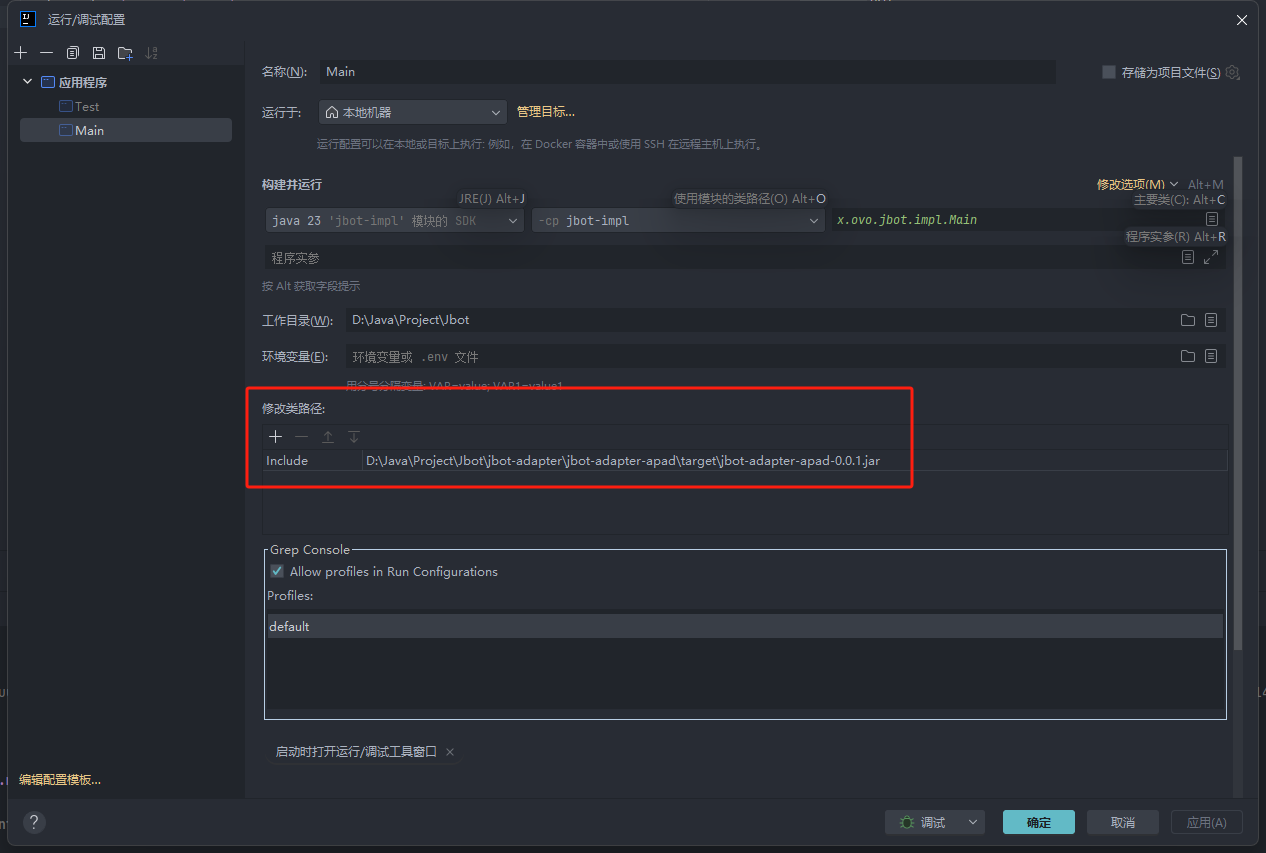 运行/调试配置
应用程序
Test
Main
编辑配置模板...
名称(N):
Main
存储为项目文件(S)
运行于:
本地机器
管理目标...
运行配置可以在本地或目标上执行: 例如，在 Docker 容器中或使用 SSH 在远程主机上执行。
构建并运行
修改选项(M)
Alt+M
JRE(J) Alt+J
使用模块的类路径(O) Alt+O
主要类(C): Alt+C
java 23 'jbot-impl' 模块的 SDK
-cp jbot-impl
x.ovo.jbot.impl.Main
程序实参(R) Alt+R
程序实参
按 Alt 获取字段提示
工作目录(W):
D:\Java\Project\Jbot
环境变量(E):
环境变量或 .env 文件
用分号分隔变量: VAR=value; VAR1=value1
修改类路径:
Include
D:\Java\Project\Jbot\jbot-adapter\jbot-adapter-apad\target\jbot-adapter-apad-0.0.1.jar
Grep Console
Allow profiles in Run Configurations
Profiles:
default
启动时打开运行/调试工具窗口
?
调试
确定
取消
应用(A)